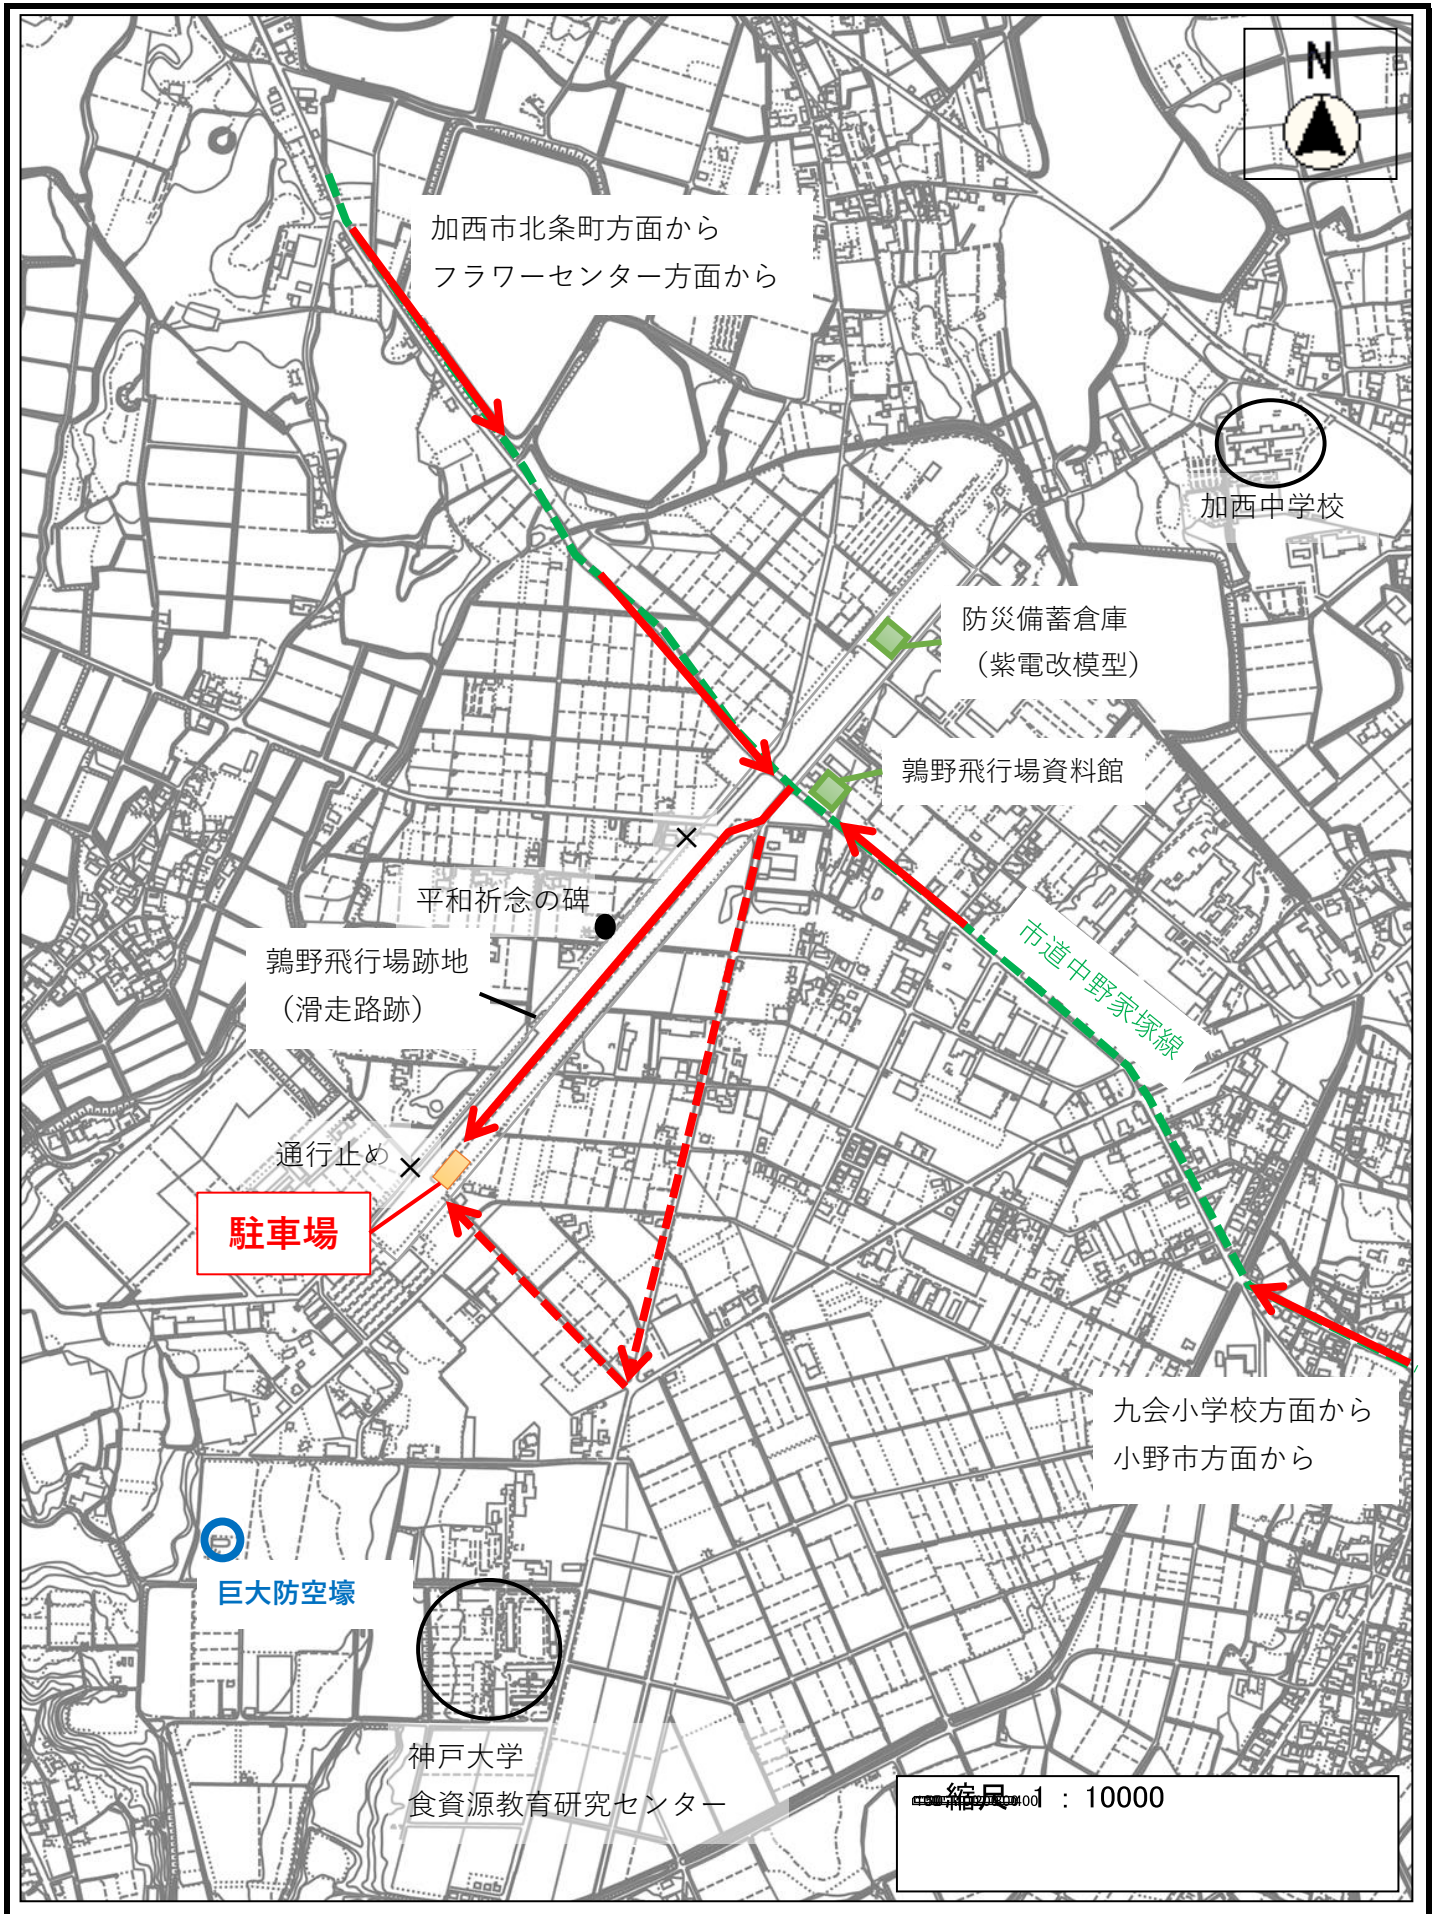 N
加西市北条町方面から
フラワーセンター方面から
加西中学校
防災備蓄倉庫
（紫電改模型）
鶉野飛行場資料館
平和祈念の碑
鶉野飛行場跡地
（滑走路跡）
市道中野家塚線
通行止め
駐車場
九会小学校方面から
小野市方面から
巨大防空壕
神戸大学
食資源教育研究センター
縮尺 1 : 10000